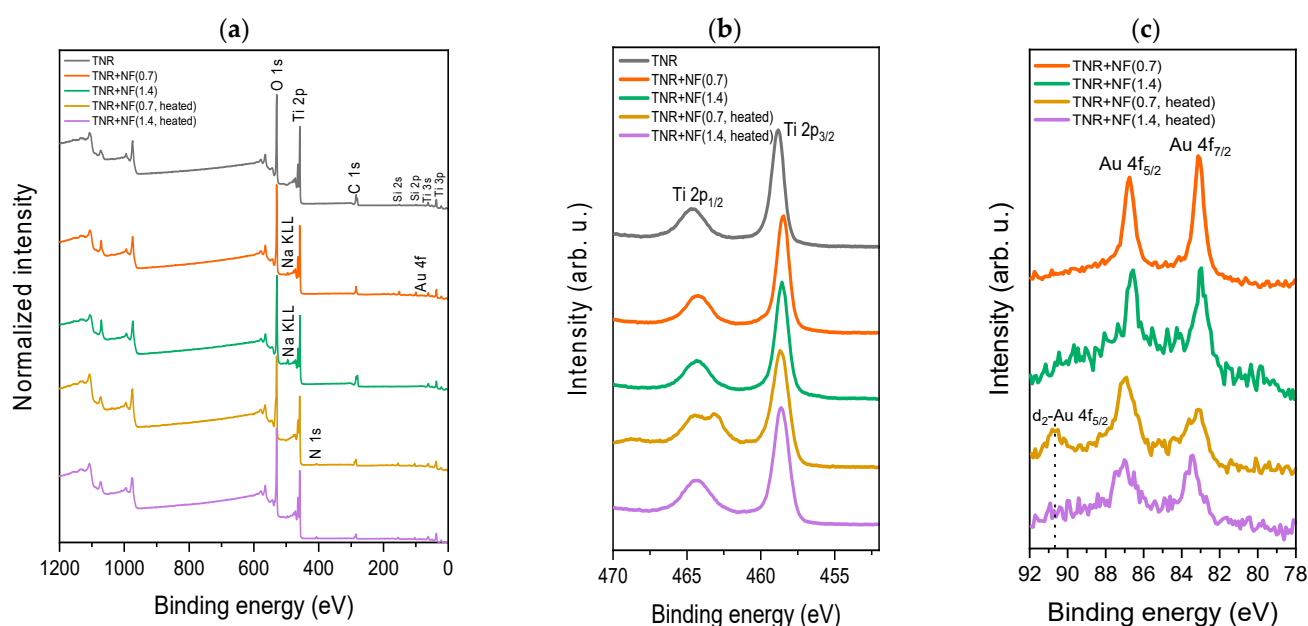 (a)
TNR
TNR+NF(0.7)
TNR+NF(1.4)
TNR+NF(0.7, heated)
TNR+NF(1.4, heated)
O 1s
Ti 2p
C 1s
Si 2s
Si 2p
Ti 3s
Ti 3p
Na KLL
Au 4f
Na KLL
N 1s
Normalized intensity
1200 1000 800 600 400 200 0
Binding energy (eV)
(b)
TNR
TNR+NF(0.7)
TNR+NF(1.4)
TNR+NF(0.7, heated)
TNR+NF(1.4, heated)
Ti 2p3/2
Ti 2p1/2
Intensity (arb. u.)
470 465 460 455
Binding energy (eV)
(c)
TNR+NF(0.7)
TNR+NF(1.4)
TNR+NF(0.7, heated)
TNR+NF(1.4, heated)
Au 4f7/2
Au 4f5/2
d2-Au 4f5/2
Intensity (arb. u.)
92 90 88 86 84 82 80 78
Binding energy (eV)